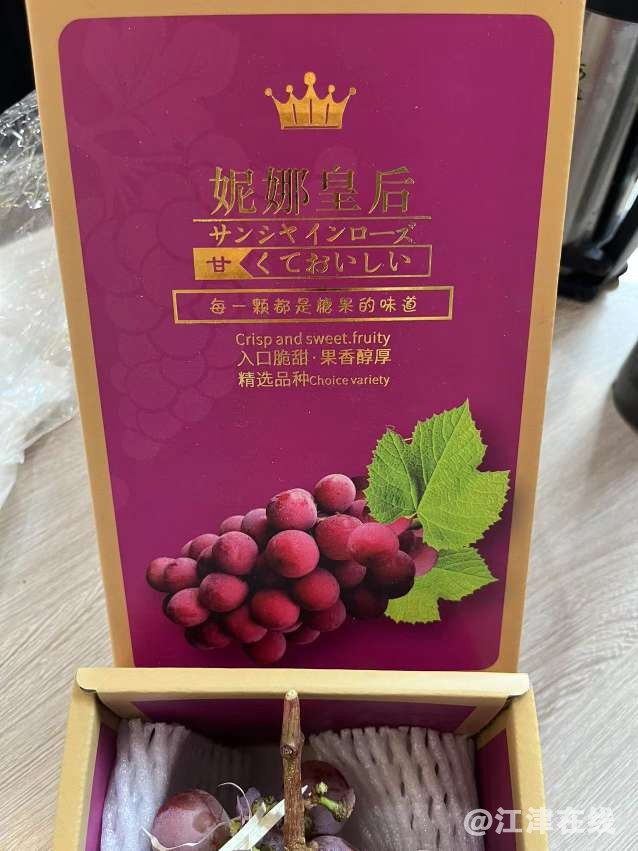 妮娜皇后
サンシャインローズ
甘くておいしい
每一颗都是糖果的味道
Crisp and sweet.fruity
入口脆甜·果香醇厚
精选品种Choice variety
@江津在线